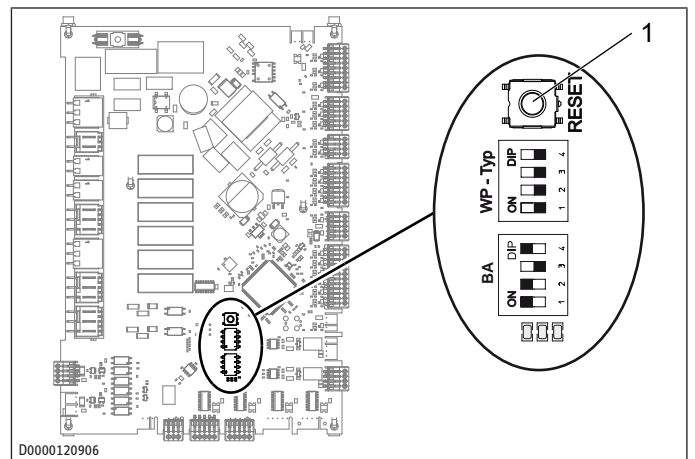 1
RESET
WP - Typ
ON
DIP
1 2 3 4
BA
ON
DIP
1 2 3 4
D0000120906